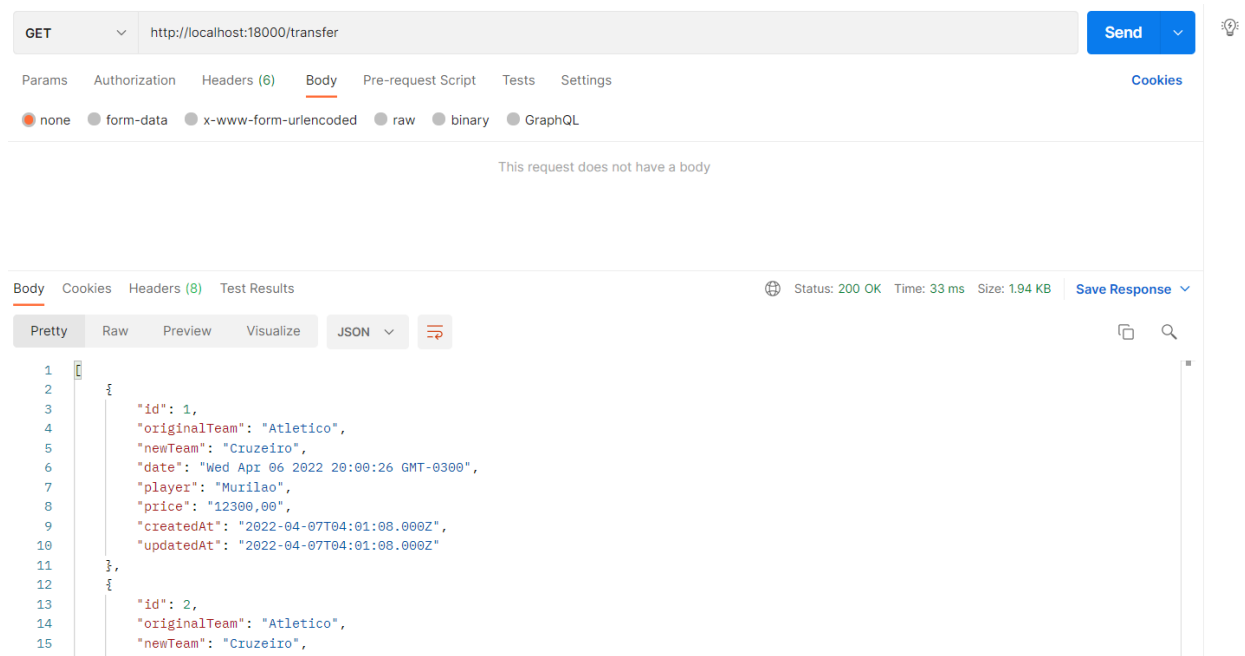 GET http://localhost:18000/transfer Send
Params Authorization Headers (6) Body Pre-request Script Tests Settings Cookies
none form-data x-www-form-urlencoded raw binary GraphQL
This request does not have a body
Body Cookies Headers (8) Test Results Status: 200 OK Time: 33 ms Size: 1.94 KB Save Response
Pretty Raw Preview Visualize JSON
1 [
2 {
3 "id": 1,
4 "originalTeam": "Atletico",
5 "newTeam": "Cruzeiro",
6 "date": "Wed Apr 06 2022 20:00:26 GMT-0300",
7 "player": "Murilao",
8 "price": "12300,00",
9 "createdAt": "2022-04-07T04:01:08.000Z",
10 "updatedAt": "2022-04-07T04:01:08.000Z"
11 },
12 {
13 "id": 2,
14 "originalTeam": "Atletico",
15 "newTeam": "Cruzeiro",